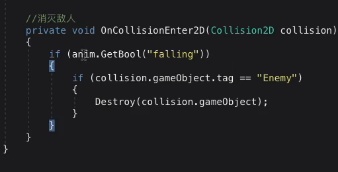 //消灭敌人
private void OnCollisionEnter2D(Collision2D collision)
{
if (anim.GetBool("falling"))
{
if (collision.gameObject.tag == "Enemy")
{
Destroy(collision.gameObject);
}
}
}
}